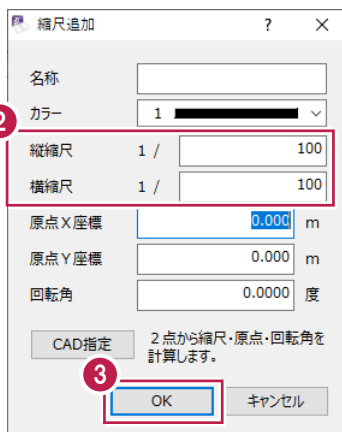 縮尺追加 ? ×
名称
カラー 1
2
縦縮尺 1 / 100
横縮尺 1 / 100
原点X座標 0.000 m
原点Y座標 0.000 m
回転角 0.0000 度
CAD指定 2点から縮尺・原点・回転角を
計算します。
3
OK キャンセル